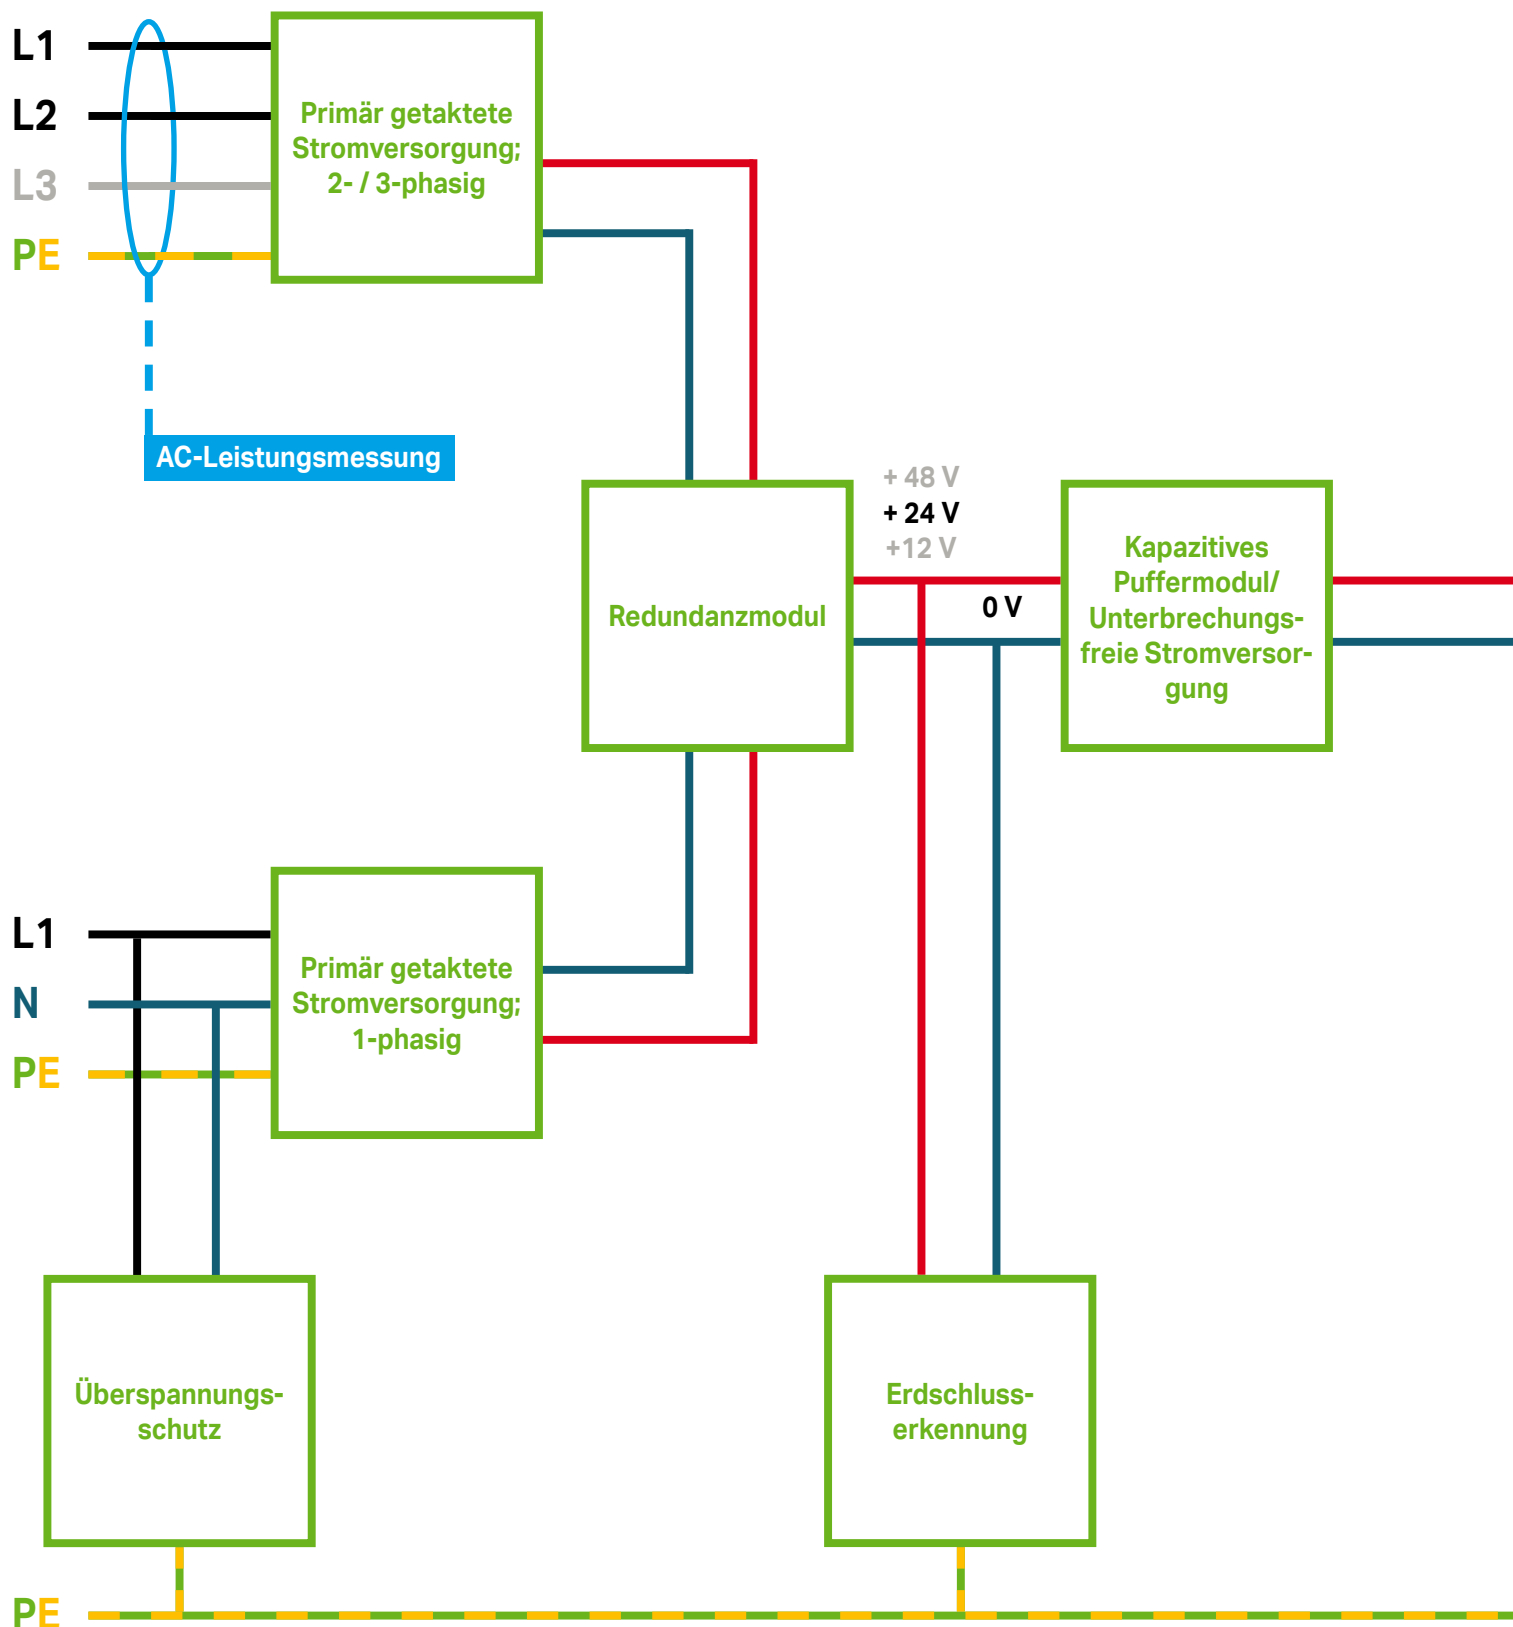 L1
L2
L3
PE
Primär getaktete
Stromversorgung;
2- / 3-phasig
AC-Leistungsmessung
Redundanzmodul
+ 48 V
+ 24 V
+12 V
0 V
Kapazitives
Puffermodul/
Unterbrechungs-
freie Stromversor-
gung
L1
N
PE
Primär getaktete
Stromversorgung;
1-phasig
Überspannungs-
schutz
Erdschluss-
erkennung
PE